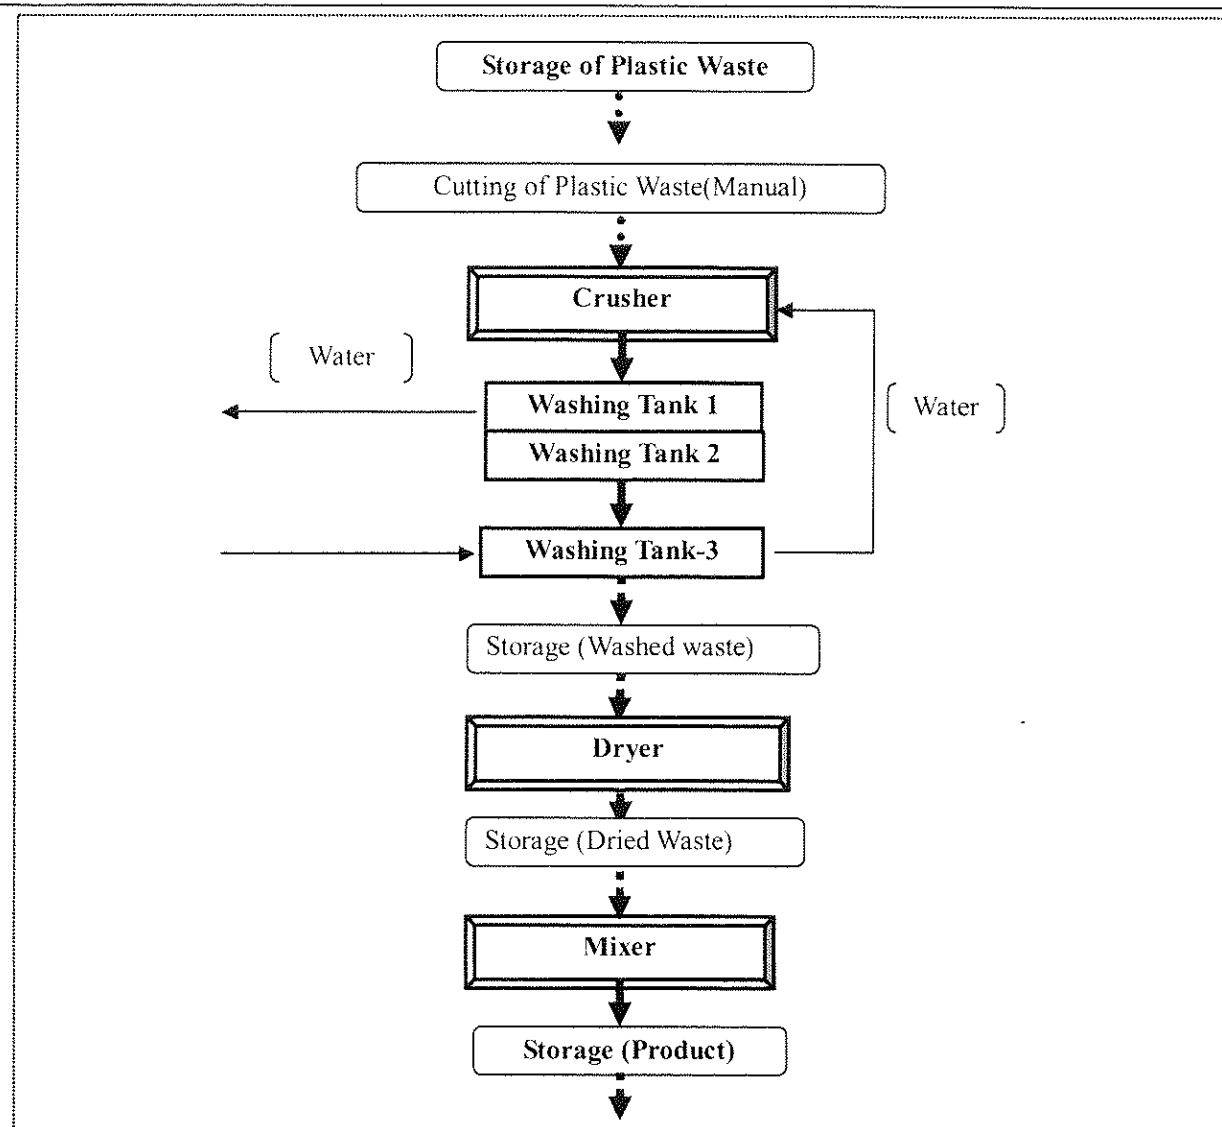 Storage of Plastic Waste
Cutting of Plastic Waste(Manual)
Crusher
Water
Washing Tank 1
Water
Washing Tank 2
Washing Tank-3
Storage (Washed waste)
Dryer
Storage (Dried Waste)
Mixer
Storage (Product)